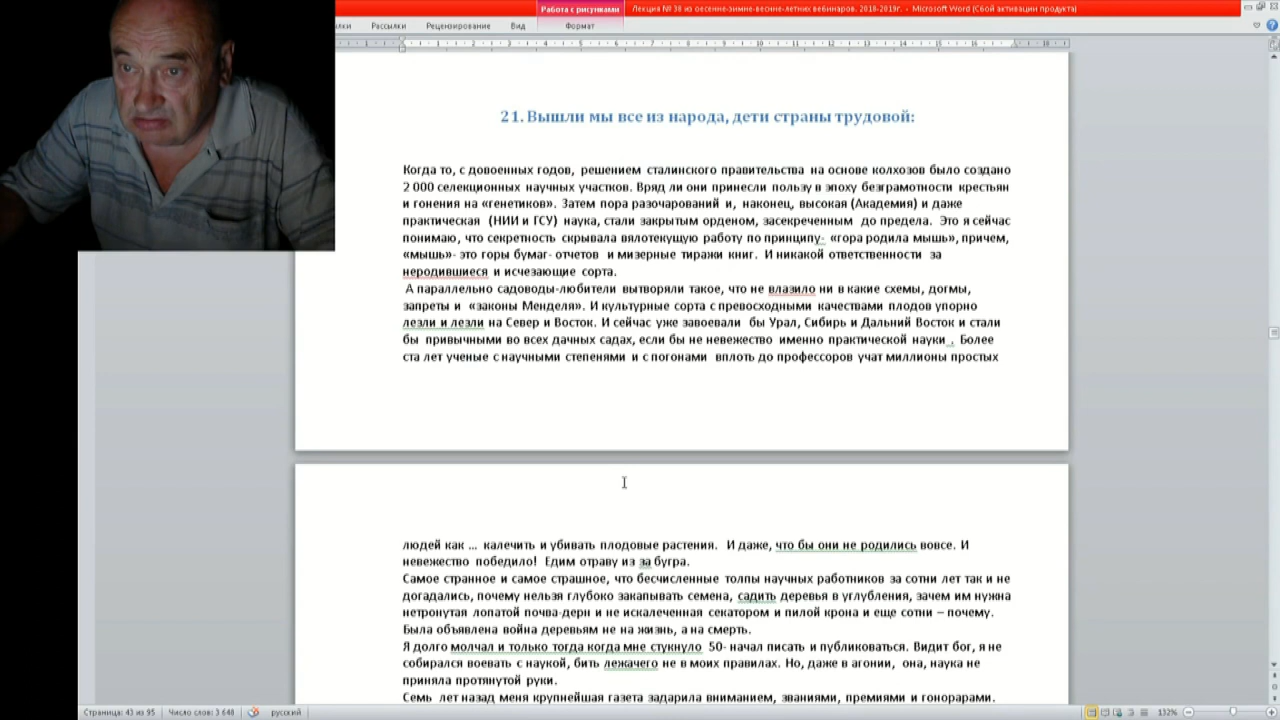 Работа с рисунками
Лекция № 38 из осенне-зимне-весенне-летних вебинаров. 2018-2019г. - Microsoft Word (Сбой активации продукта)
лки Рассылки Рецензирование Вид Формат
21. Вышли мы все из народа, дети страны трудовой:
Когда то, с довоенных годов, решением сталинского правительства на основе колхозов было создано
2 000 селекционных научных участков. Вряд ли они принесли пользу в эпоху безграмотности крестьян
и гонения на «генетиков». Затем пора разочарований и, наконец, высокая (Академия) и даже
практическая (НИИ и ГСУ) наука, стали закрытым орденом, засекреченным до предела. Это я сейчас
понимаю, что секретность скрывала вялотекущую работу по принципу- «гора родила мышь», причем,
«мышь»- это горы бумаг- отчетов и мизерные тиражи книг. И никакой ответственности за
неродившиеся и исчезающие сорта.
А параллельно садоводы-любители вытворяли такое, что не влазило ни в какие схемы, догмы,
запреты и «законы Менделя». И культурные сорта с превосходными качествами плодов упорно
лезли и лезли на Север и Восток. И сейчас уже завоевали бы Урал, Сибирь и Дальний Восток и стали
бы привычными во всех дачных садах, если бы не невежество именно практической науки . Более
ста лет ученые с научными степенями и с погонами вплоть до профессоров учат миллионы простых
людей как ... калечить и убивать плодовые растения. И даже, что бы они не родились вовсе. И
невежество победило! Едим отраву из за бугра.
Самое странное и самое страшное, что бесчисленные толпы научных работников за сотни лет так и не
догадались, почему нельзя глубоко закапывать семена, садить деревья в углубления, зачем им нужна
нетронутая лопатой почва-дерн и не искалеченная секатором и пилой крона и еще сотни – почему.
Была объявлена война деревьям не на жизнь, а на смерть.
Я долго молчал и только тогда когда мне стукнуло 50- начал писать и публиковаться. Видит бог, я не
собирался воевать с наукой, бить лежачего не в моих правилах. Но, даже в агонии, она, наука не
приняла протянутой руки.
Семь лет назад меня крупнейшая газета задарила вниманием, званиями, премиями и гонорарами.
Страница: 43 из 95 Число слов: 3 648 русский 132%